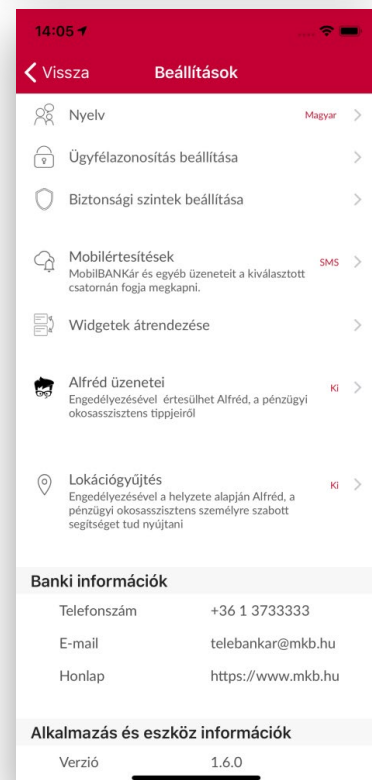 14:05
Vissza Beállítások
Nyelv Magyar
Ügyfélazonosítás beállítása
Biztonsági szintek beállítása
Mobilértesítések SMS
MobilBANKár és egyéb üzeneteit a kiválasztott
csatornán fogja megkapni.
Widgetek átrendezése
Alfréd üzenetei Ki
Engedélyezésével értesülhet Alfréd, a pénzügyi
okosasszisztens tippjeiről
Lokációgyűjtés Ki
Engedélyezésével a helyzete alapján Alfréd, a
pénzügyi okosasszisztens személyre szabott
segítséget tud nyújtani
Banki információk
Telefonszám +36 1 3733333
E-mail telebankar@mkb.hu
Honlap https://www.mkb.hu
Alkalmazás és eszköz információk
Verzió 1.6.0